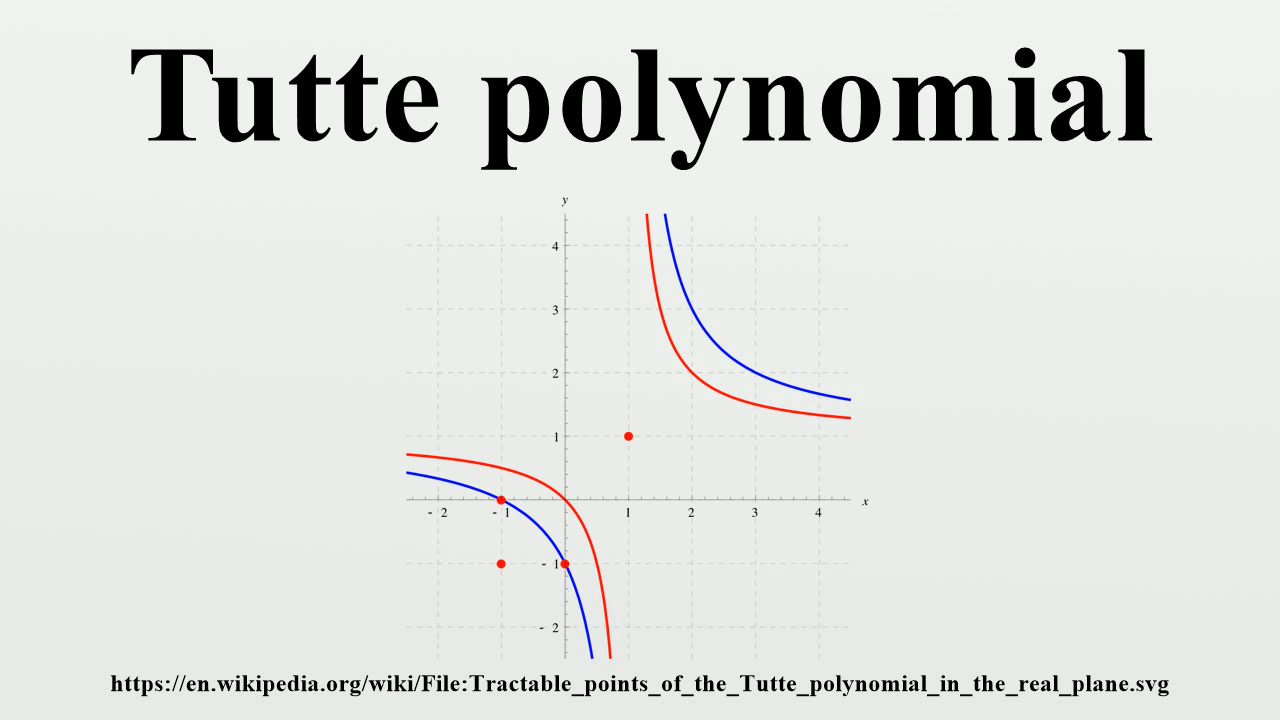 Tutte polynomial
y
4
3
2
1
- 2 - 1 1 2 3 4 x
- 1
- 2
https://en.wikipedia.org/wiki/File:Tractable_points_of_the_Tutte_polynomial_in_the_real_plane.svg